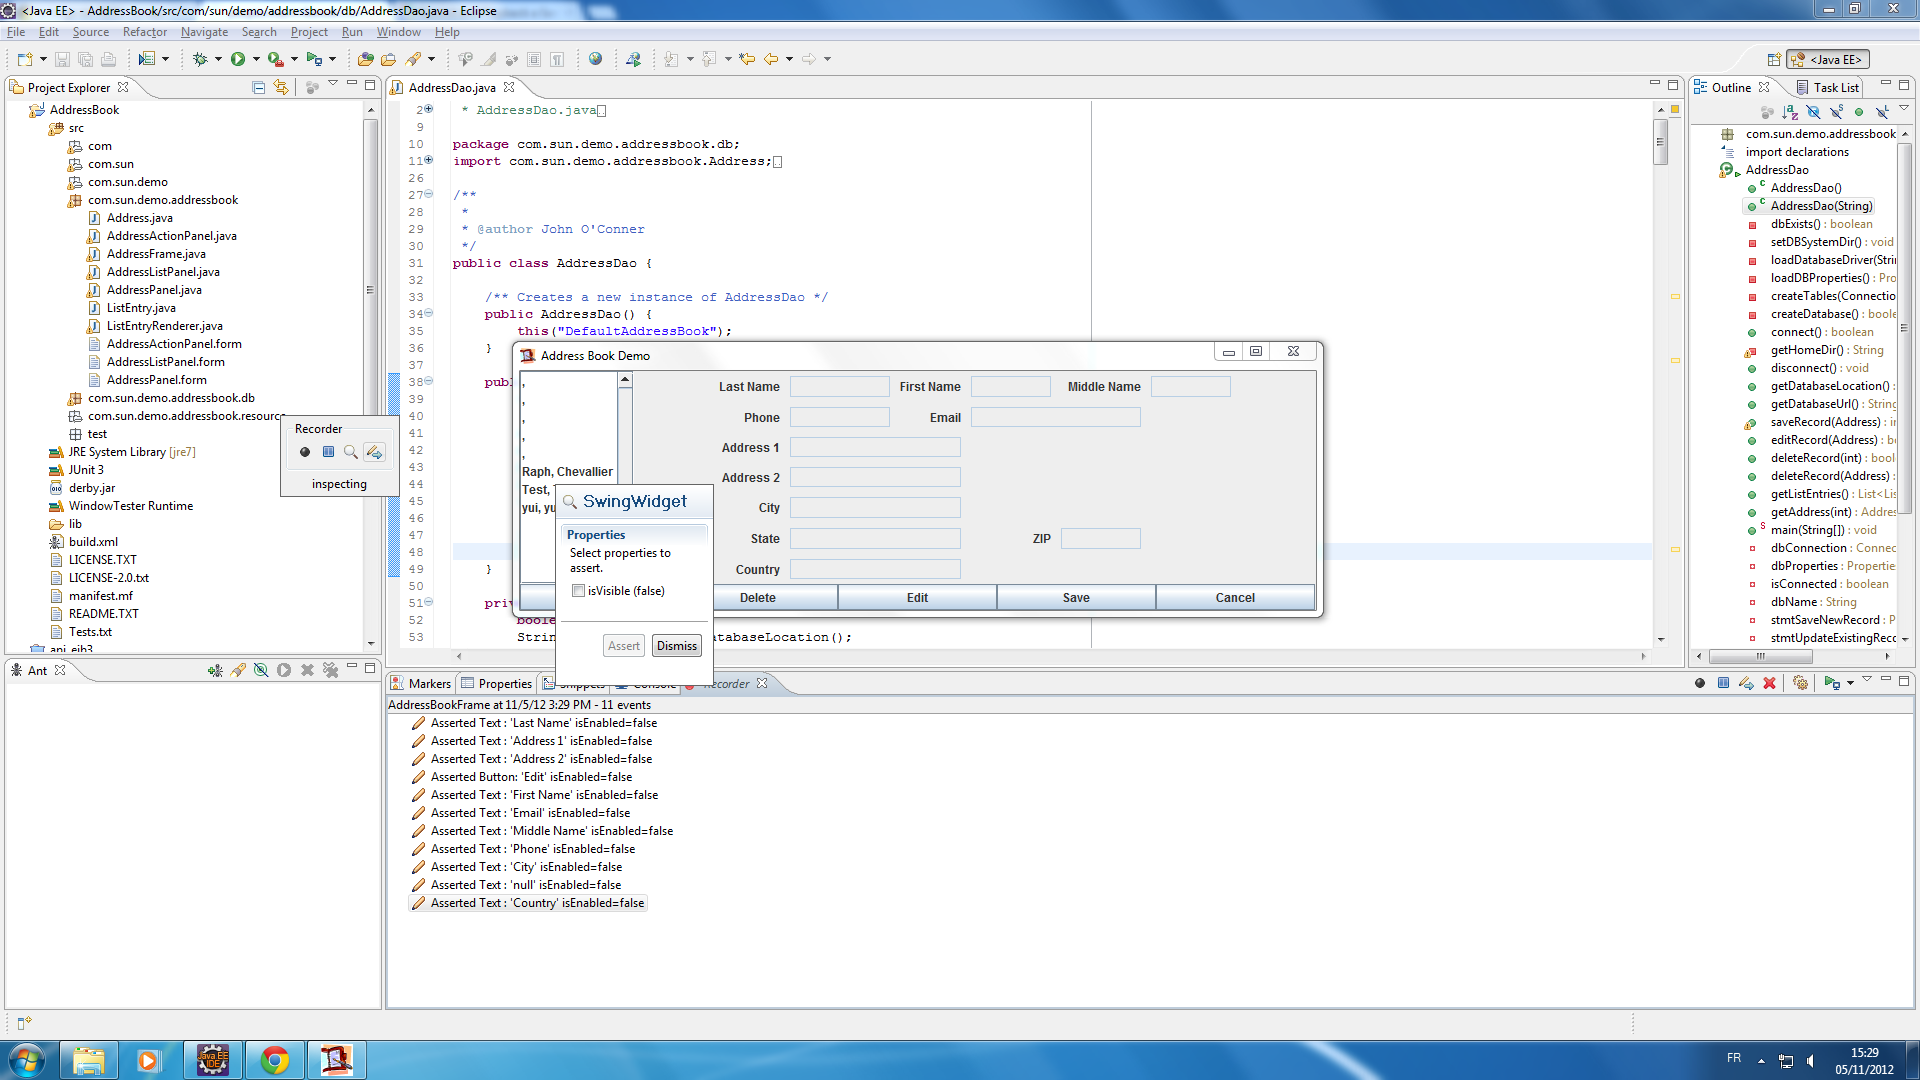 <Java EE> - AddressBook/src/com/sun/demo/addressbook/db/AddressDao.java - Eclipse
File Edit Source Refactor Navigate Search Project Run Window Help
<Java EE>
Project Explorer
AddressBook
src
com
com.sun
com.sun.demo
com.sun.demo.addressbook
Address.java
AddressActionPanel.java
AddressFrame.java
AddressListPanel.java
AddressPanel.java
ListEntry.java
ListEntryRenderer.java
AddressActionPanel.form
AddressListPanel.form
AddressPanel.form
com.sun.demo.addressbook.db
com.sun.demo.addressbook.resource
test
JRE System Library [jre7]
JUnit 3
derby.jar
WindowTester Runtime
lib
build.xml
LICENSE.TXT
LICENSE-2.0.txt
manifest.mf
README.TXT
Tests.txt
api_eib3
Recorder
inspecting
AddressDao.java
2 * AddressDao.java
9
10 package com.sun.demo.addressbook.db;
11 import com.sun.demo.addressbook.Address;
26
27 /**
28 *
29 * @author John O'Conner
30 */
31 public class AddressDao {
32
33 /** Creates a new instance of AddressDao */
34 public AddressDao() {
35 this("DefaultAddressBook");
36 }
37
38 pub
39
40
41
42
43
44
45
46
47
48
49 }
50
51 pri
52 boole
53 String atabaseLocation();
Address Book Demo
,
,
,
,
,
Raph, Chevallier
Test,
yui, yu
Last Name First Name Middle Name
Phone Email
Address 1
Address 2
City
State ZIP
Country
Delete Edit Save Cancel
SwingWidget
Properties
Select properties to
assert.
isVisible (false)
Assert Dismiss
Outline Task List
com.sun.demo.addressbook
import declarations
AddressDao
AddressDao()
AddressDao(String)
dbExists() : boolean
setDBSystemDir() : void
loadDatabaseDriver(Stri
loadDBProperties() : Pro
createTables(Connectio
createDatabase() : boole
connect() : boolean
getHomeDir() : String
disconnect() : void
getDatabaseLocation() :
getDatabaseUrl() : String
saveRecord(Address) : in
editRecord(Address) : bo
deleteRecord(int) : bool
deleteRecord(Address) :
getListEntries() : List<Lis
getAddress(int) : Addres
main(String[]) : void
dbConnection : Connec
dbProperties : Propertie
isConnected : boolean
dbName : String
stmtSaveNewRecord : P
stmtUpdateExistingReco
Ant
Markers Properties Snippets Console Recorder
AddressBookFrame at 11/5/12 3:29 PM - 11 events
Asserted Text : 'Last Name' isEnabled=false
Asserted Text : 'Address 1' isEnabled=false
Asserted Text : 'Address 2' isEnabled=false
Asserted Button: 'Edit' isEnabled=false
Asserted Text : 'First Name' isEnabled=false
Asserted Text : 'Email' isEnabled=false
Asserted Text : 'Middle Name' isEnabled=false
Asserted Text : 'Phone' isEnabled=false
Asserted Text : 'City' isEnabled=false
Asserted Text : 'null' isEnabled=false
Asserted Text : 'Country' isEnabled=false
Java EE
IDE
FR
15:29
05/11/2012